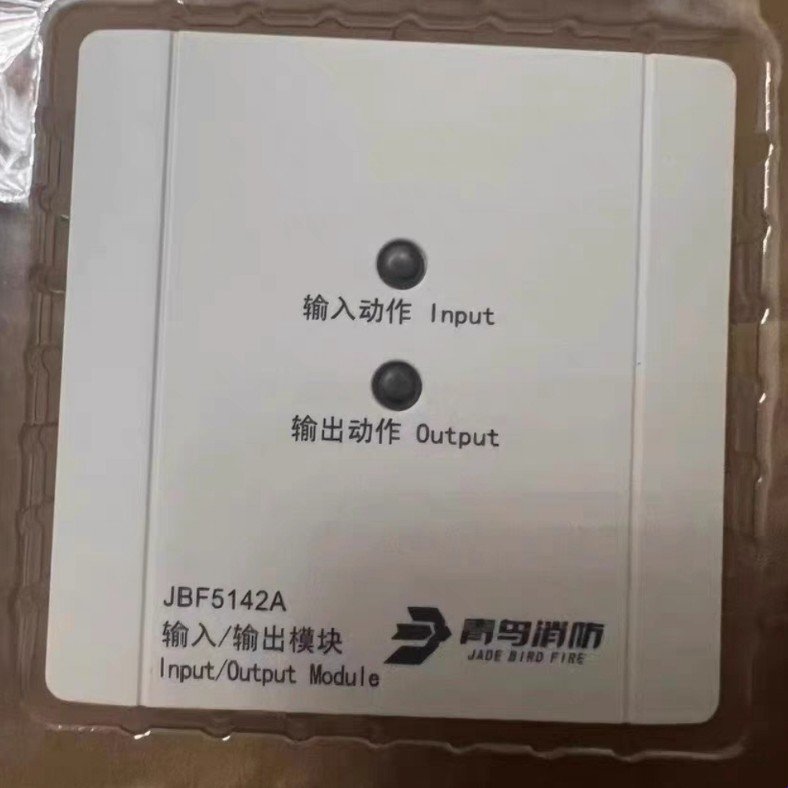 输入动作 Input
输出动作 Output
JBF5142A
输入/输出模块
Input/Output Module
青鸟消防
JADE BIRD FIRE